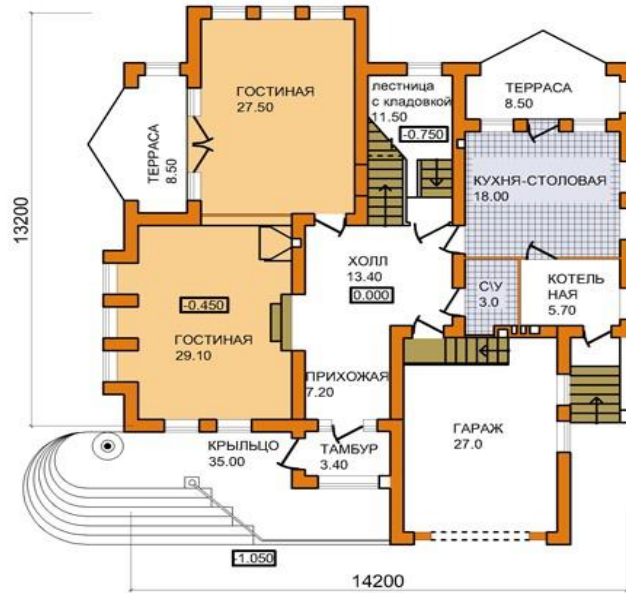 ГОСТИНАЯ
27.50
лестница
с кладовкой
11.50
-0.750
ТЕРРАСА
8.50
ТЕРРАСА
8.50
КУХНЯ-СТОЛОВАЯ
18.00
13200
ХОЛЛ
13.40
0.000
С\У
3.0
КОТЕЛЬ
НАЯ
5.70
-0.450
ГОСТИНАЯ
29.10
ПРИХОЖАЯ
7.20
ГАРАЖ
27.0
КРЫЛЬЦО
35.00
ТАМБУР
3.40
-1.050
14200